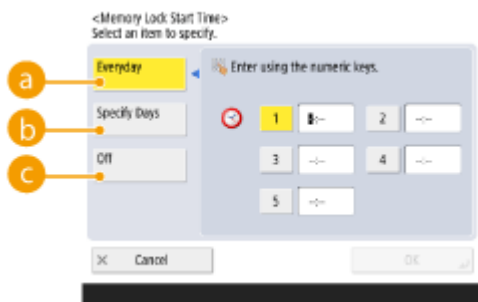 <Memory Lock Start Time>
Select an item to specify.
a
Everyday
Enter using the numeric keys.
b
Specify Days
1 -:-- 2 --:--
c
Off
3 --:-- 4 --:--
5 --:--
× Cancel
OK